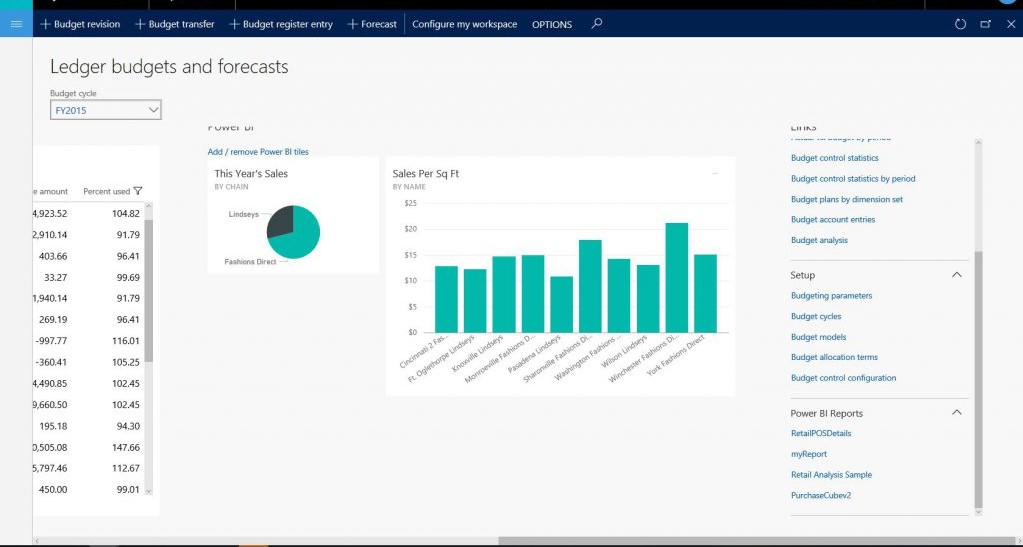 Budget revision
Budget transfer
Budget register entry
Forecast
Configure my workspace
OPTIONS
Ledger budgets and forecasts
Budget cycle
FY2015
e amount Percent used
4,923.52 104.82
2,910.14 91.79
403.66 96.41
33.27 99.69
1,940.14 91.79
269.19 96.41
-997.77 116.01
-360.41 105.25
4,490.85 102.45
9,660.50 102.45
195.18 94.30
0,505.08 147.66
5,797.46 112.67
450.00 99.01
Power BI
Add / remove Power BI tiles
This Year's Sales
BY CHAIN
Lindseys
Fashions Direct
Sales Per Sq Ft
BY NAME
$25
$20
$15
$10
$5
$0
Cincinnati 2 Fas...
Ft. Oglethorpe Lindseys
Knoxville Lindseys
Monroeville Fashions D...
Pasadena Lindseys
Sharonville Fashions Di...
Washington Fashions ...
Wilson Lindseys
Winchester Fashions Di...
York Fashions Direct
Links
Budget control statistics
Budget control statistics by period
Budget plans by dimension set
Budget account entries
Budget analysis
Setup
Budgeting parameters
Budget cycles
Budget models
Budget allocation terms
Budget control configuration
Power BI Reports
RetailPOSDetails
myReport
Retail Analysis Sample
PurchaseCubev2